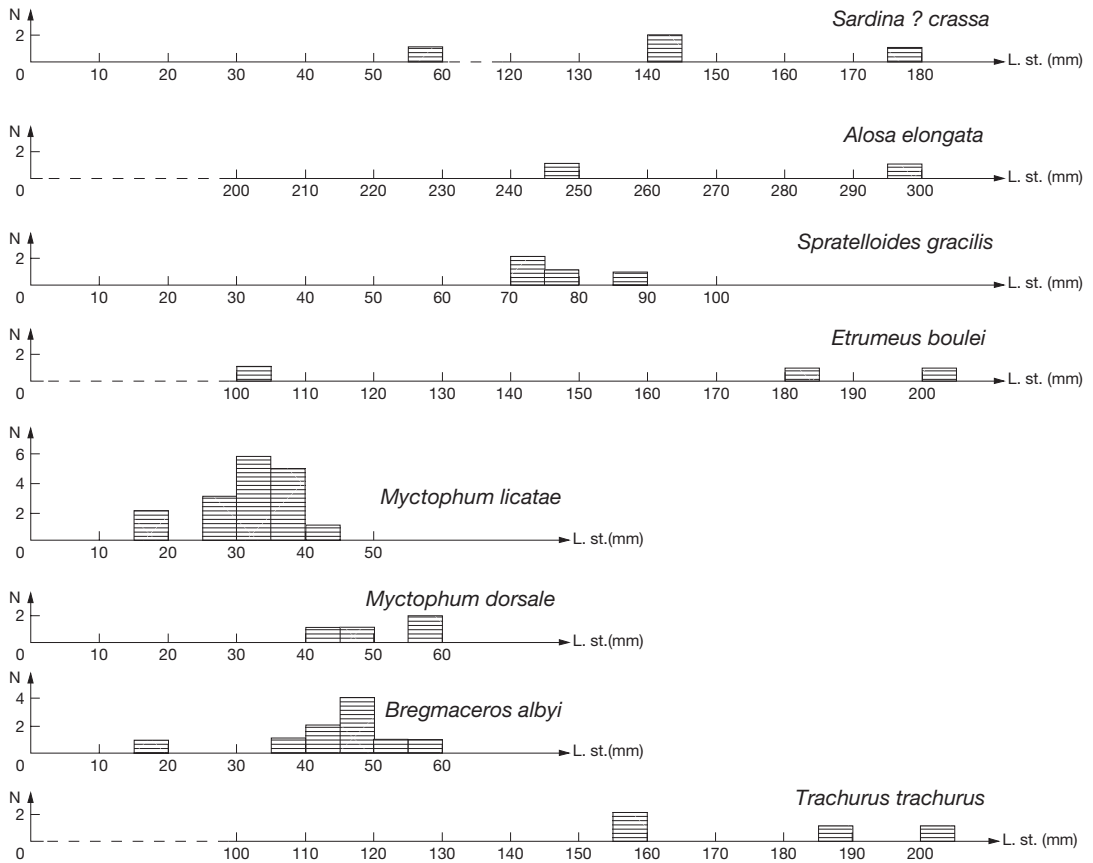 N
Sardina ? crassa
2
0 10 20 30 40 50 60 120 130 140 150 160 170 180 L. st. (mm)
N
Alosa elongata
2
0 200 210 220 230 240 250 260 270 280 290 300 L. st. (mm)
N
Spratelloides gracilis
2
0 10 20 30 40 50 60 70 80 90 100 L. st. (mm)
N
Etrumeus boulei
2
0 100 110 120 130 140 150 160 170 180 190 200 L. st. (mm)
N
6
4
Myctophum licatae
2
0 10 20 30 40 50 L. st.(mm)
N
Myctophum dorsale
2
0 10 20 30 40 50 60 L. st.(mm)
N
4
Bregmaceros albyi
2
0 10 20 30 40 50 60 L. st.(mm)
N
Trachurus trachurus
2
0 100 110 120 130 140 150 160 170 180 190 200 L. st. (mm)